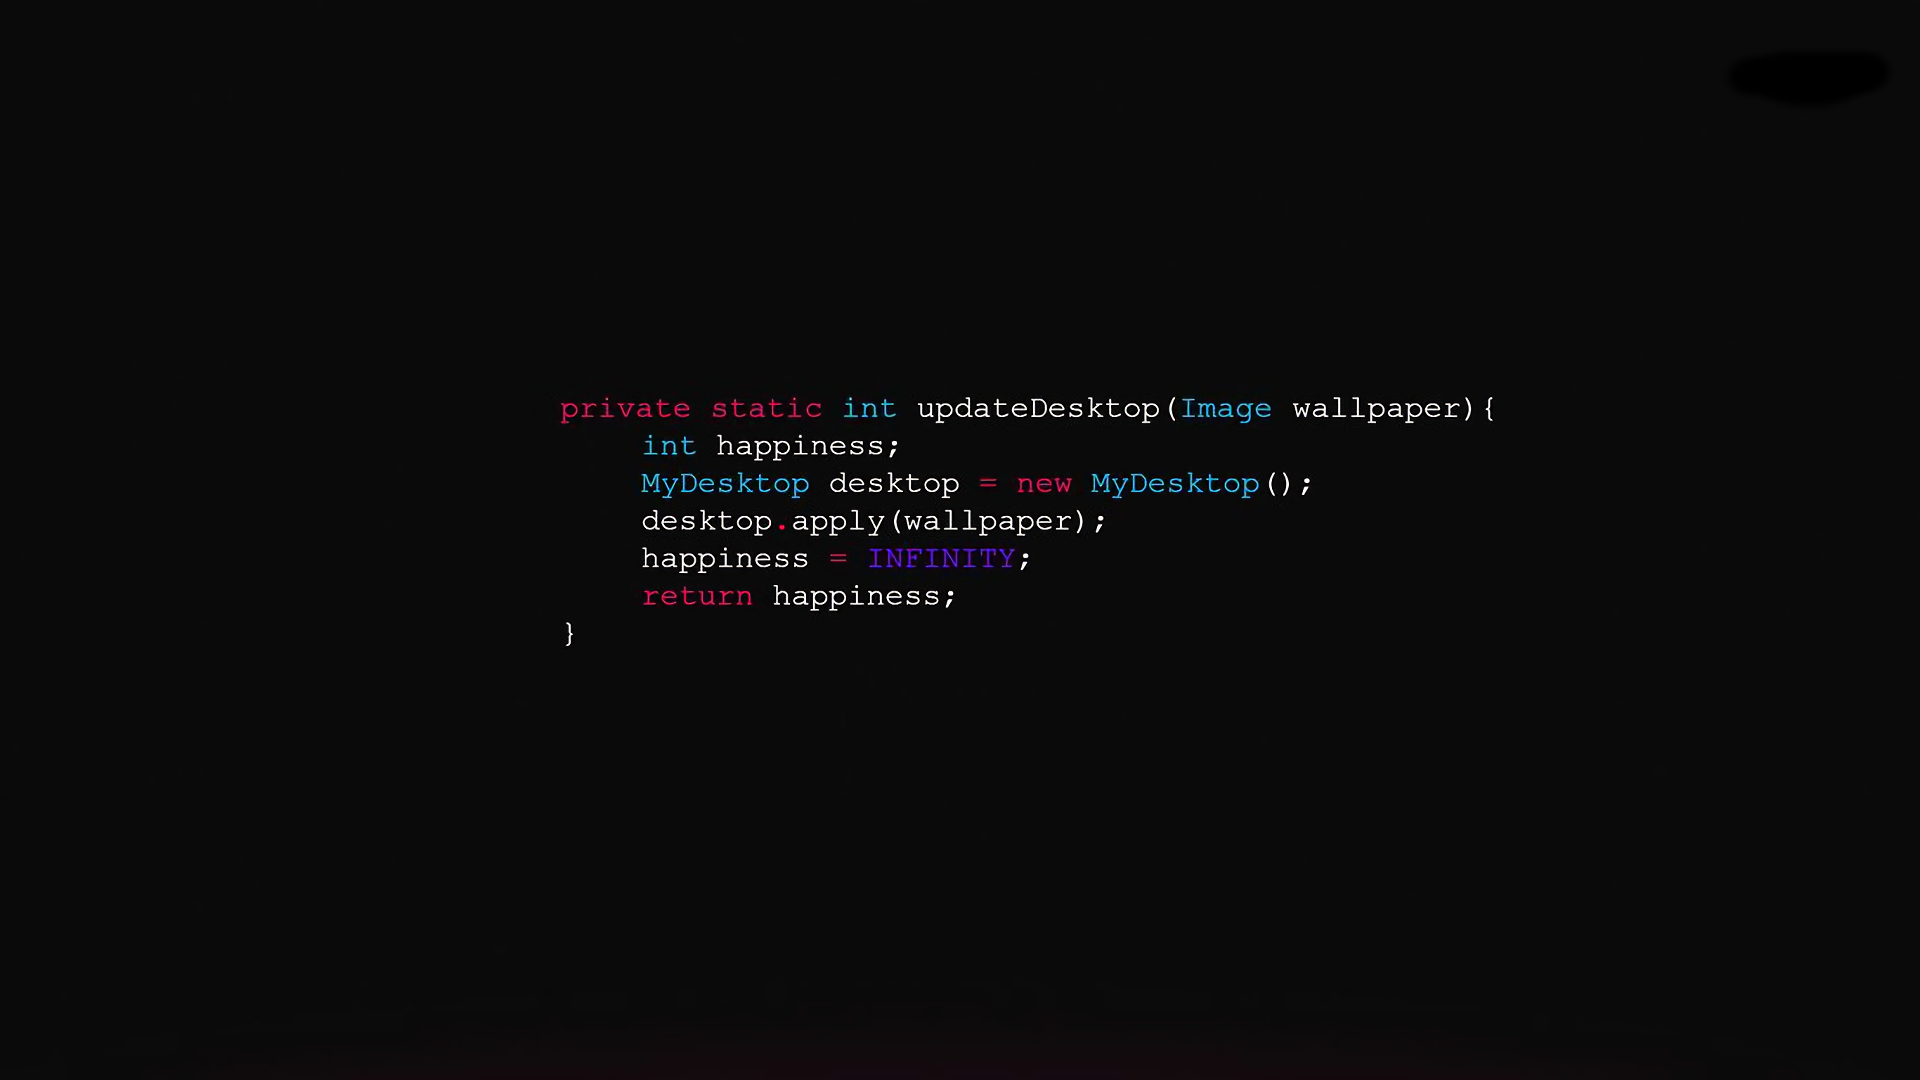 private static int updateDesktop(Image wallpaper){
int happiness;
MyDesktop desktop = new MyDesktop();
desktop.apply(wallpaper);
happiness = INFINITY;
return happiness;
}